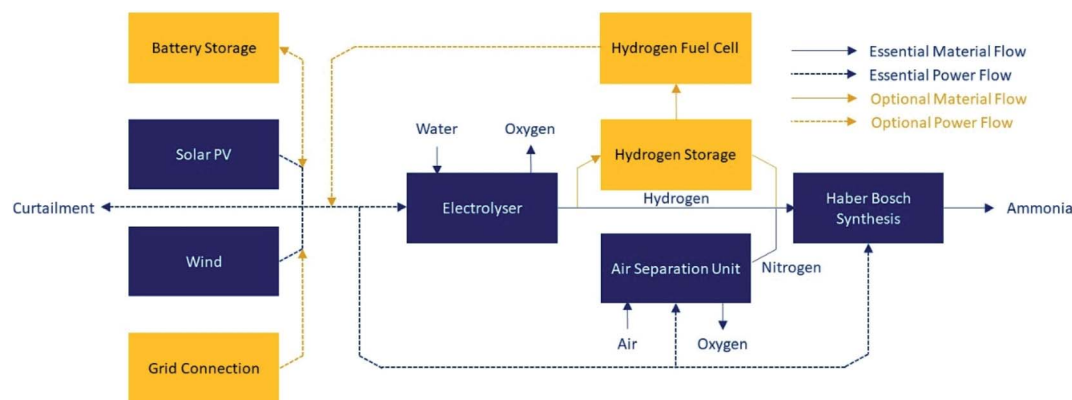 Battery Storage
Hydrogen Fuel Cell
Essential Material Flow
Essential Power Flow
Optional Material Flow
Optional Power Flow
Water
Oxygen
Solar PV
Hydrogen Storage
Curtailment
Electrolyser
Hydrogen
Haber Bosch
Synthesis
Ammonia
Wind
Air Separation Unit
Nitrogen
Air
Oxygen
Grid Connection